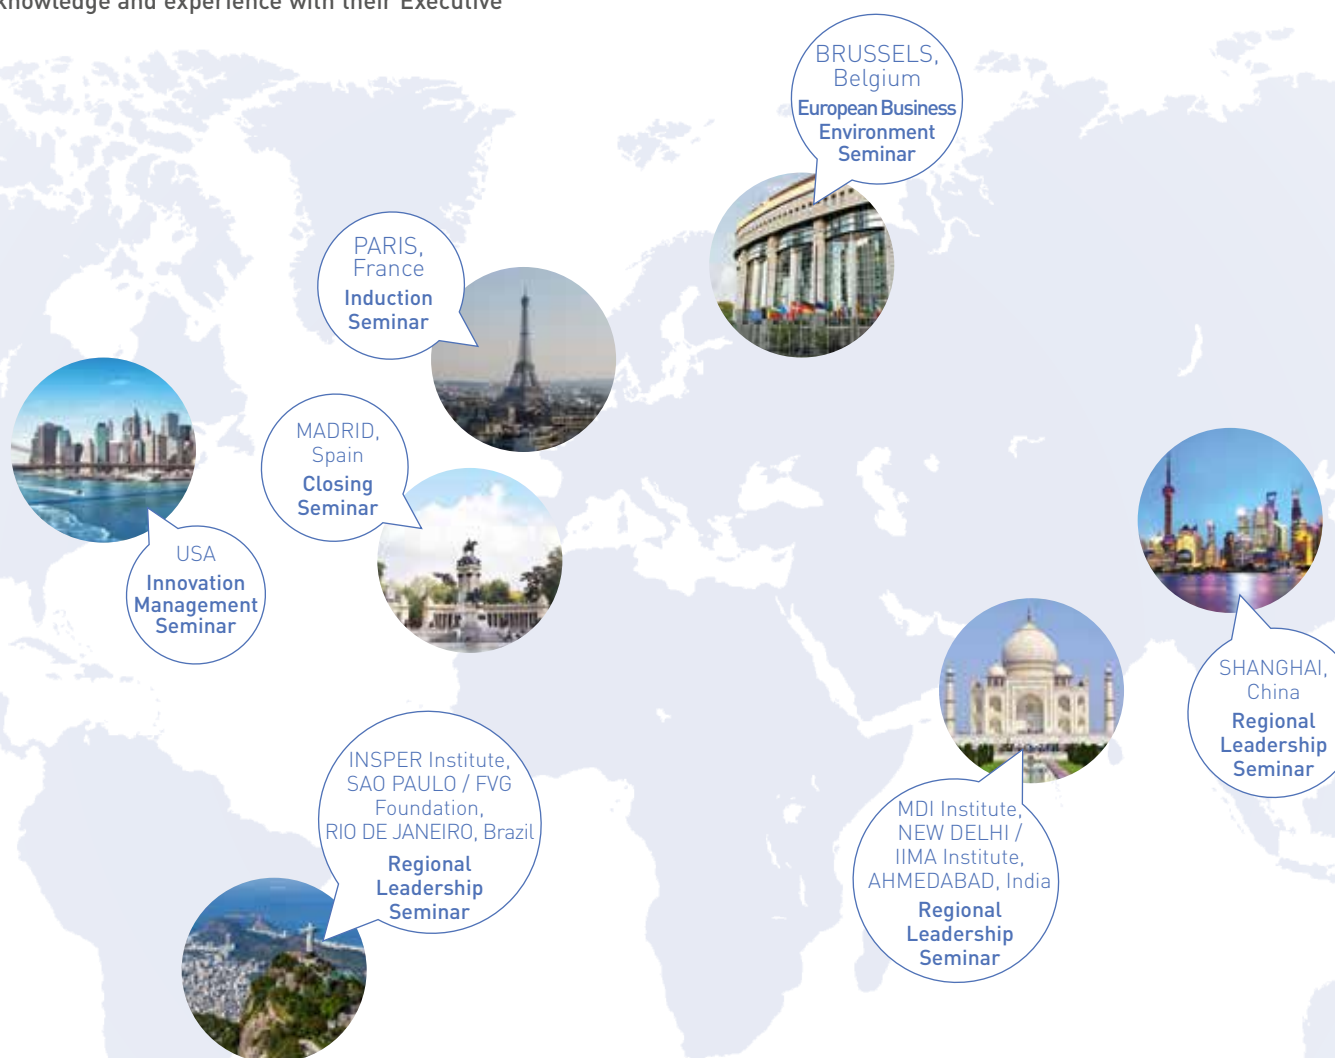 knowledge and experience with their Executive
BRUSSELS,
Belgium
European Business
Environment
Seminar
PARIS,
France
Induction
Seminar
MADRID,
Spain
Closing
Seminar
USA
Innovation
Management
Seminar
SHANGHAI,
China
Regional
Leadership
Seminar
INSPER Institute,
SAO PAULO / FVG
Foundation,
RIO DE JANEIRO, Brazil
Regional
Leadership
Seminar
MDI Institute,
NEW DELHI /
IIMA Institute,
AHMEDABAD, India
Regional
Leadership
Seminar